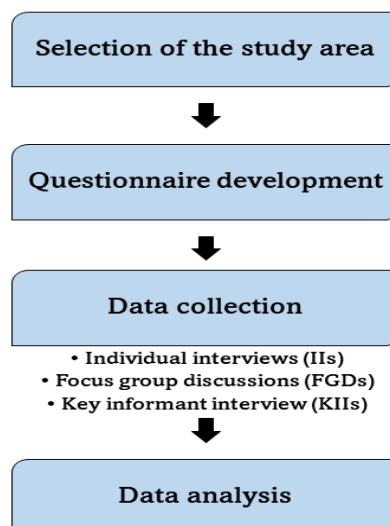 Selection of the study area
Questionnaire development
Data collection
• Individual interviews (IIs)
• Focus group discussions (FGDs)
• Key informant interview (KIIs)
Data analysis